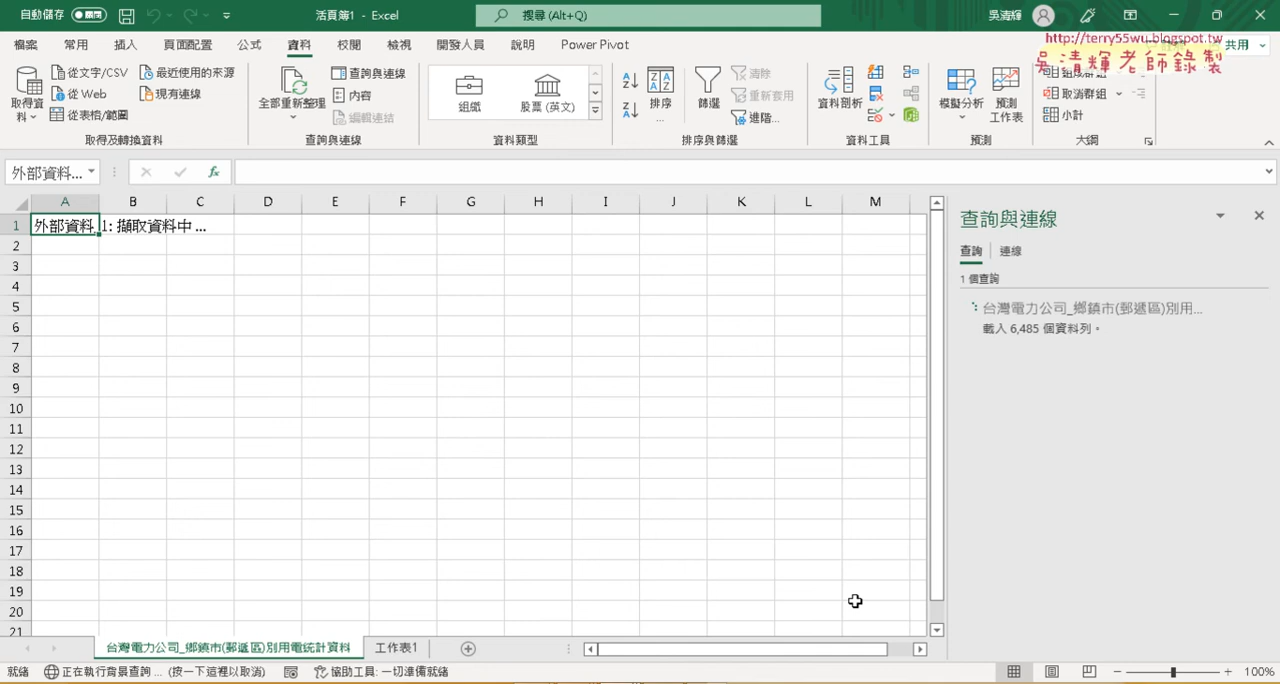 自動儲存 關閉 活頁簿1 - Excel 搜尋 (Alt+Q) 吳清輝
檔案 常用 插入 頁面配置 公式 資料 校閱 檢視 開發人員 說明 Power Pivot 共用
http://terry55wu.blogspot.tw
吳清輝老師錄製
取得資料 從文字/CSV 從 Web 從表格/範圍 最近使用的來源 現有連線
全部重新整理 查詢與連線 內容 編輯連結
組織 股票 (英文)
排序... 篩選 清除 重新套用 進階...
資料剖析 模擬分析 預測工作表 取消群組 小計
取得及轉換資料 查詢與連線 資料類型 排序與篩選 資料工具 預測 大綱
外部資料... fx
A B C D E F G H I J K L M
1 外部資料_1: 擷取資料中 ...
2
3
4
5
6
7
8
9
10
11
12
13
14
15
16
17
18
19
20
21
查詢與連線
查詢 連線
1 個查詢
台灣電力公司_鄉鎮市(郵遞區)別用...
載入 6,485 個資料列。
台灣電力公司_鄉鎮市(郵遞區)別用電統計資料 工作表1
就緒 正在執行背景查詢 ... (按一下這裡以取消) 協助工具: 一切準備就緒 100%